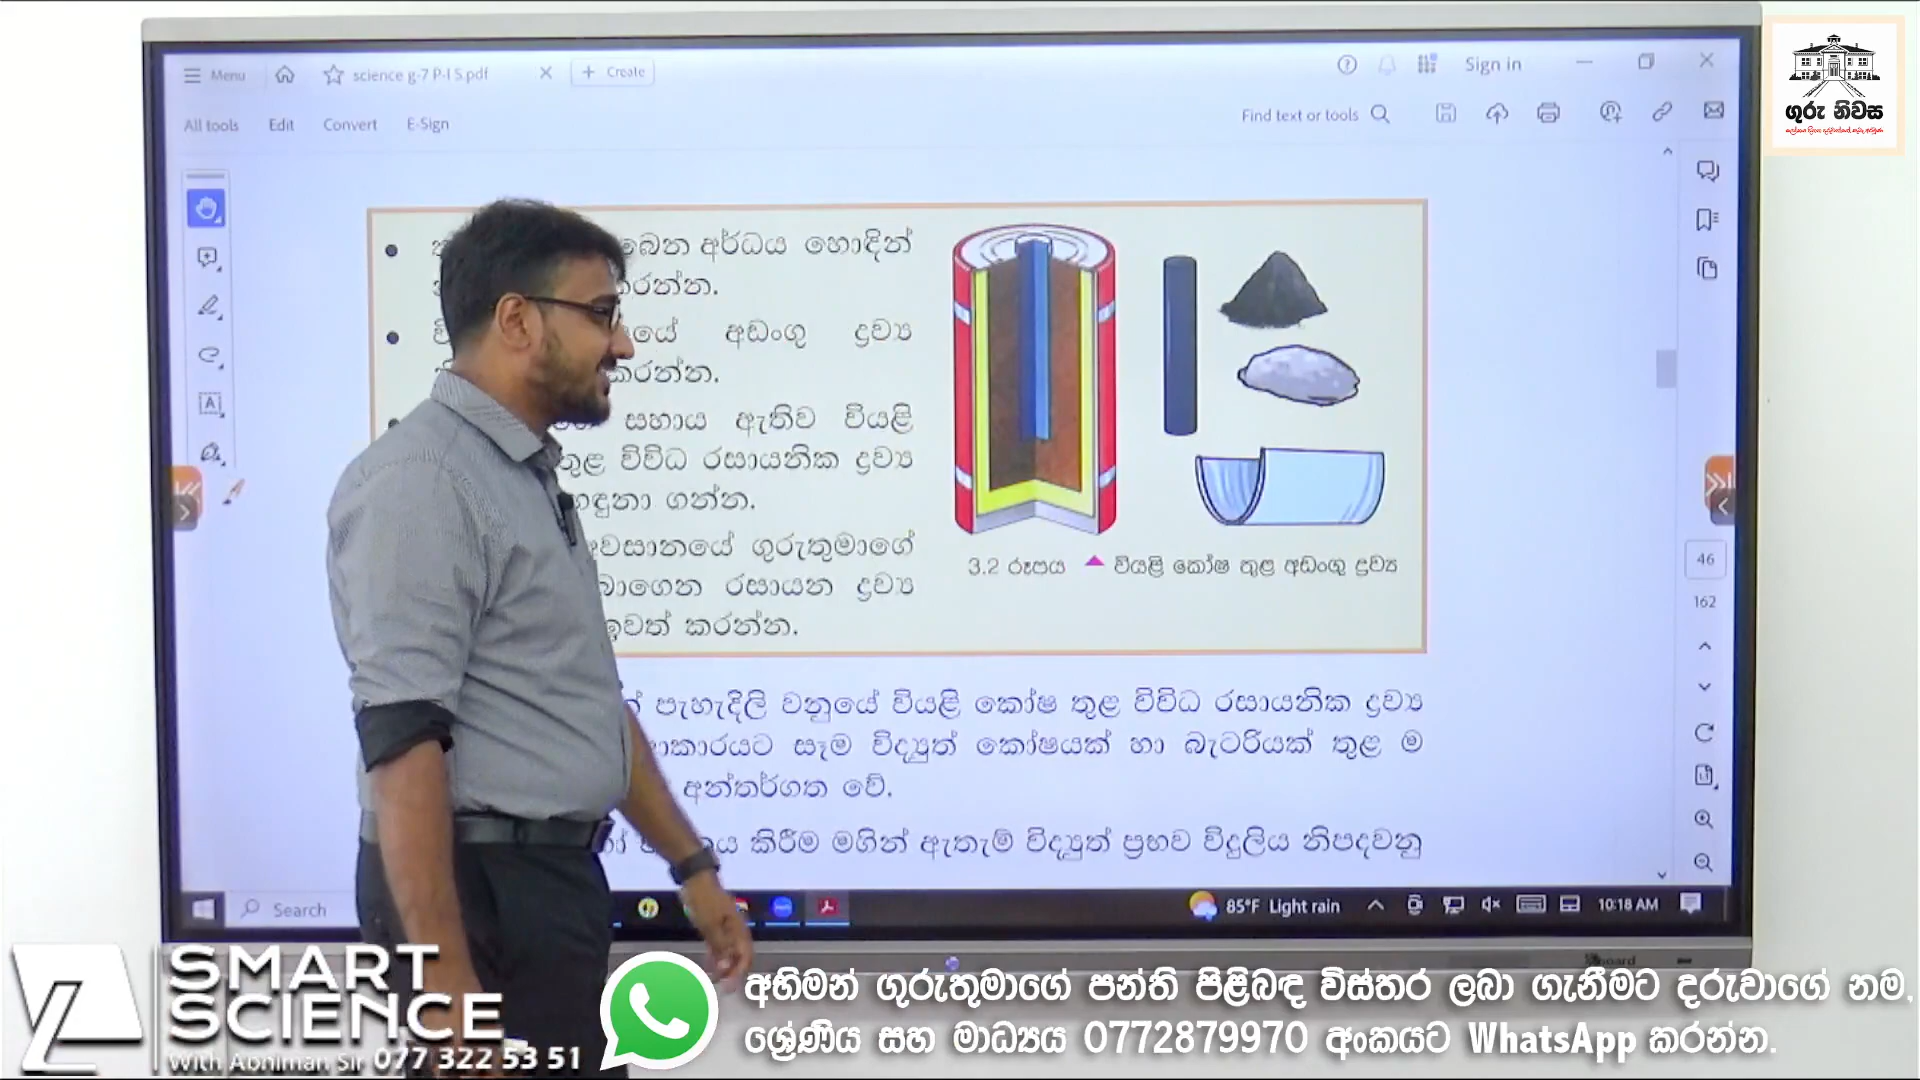 Menu
science g-7 P-I S.pdf
Create
Sign in
All tools
Edit
Convert
E-Sign
Find text or tools
ගුරු නිවස
අර්ධය හොඳින්
කරන්න.
අඩංගු ද්‍රව්‍ය
කරන්න.
සහාය ඇතිව වියළි
තුළ විවිධ රසායනික ද්‍රව්‍ය
ගන්න.
අවසානයේ ගුරුතුමාගේ
රසායන ද්‍රව්‍ය
ඉවත් කරන්න.
3.2 රූපය ▲ වියළි කෝෂ තුළ අඩංගු ද්‍රව්‍ය
පැහැදිලි වනුයේ වියළි කෝෂ තුළ විවිධ රසායනික ද්‍රව්‍ය
සෑම විද්‍යුත් කෝෂයක් හා බැටරියක් තුළ ම
අන්තර්ගත වේ.
කිරීම මගින් ඇතැම් විද්‍යුත් ප්‍රභව විදුලිය නිපදවනු
46
162
Search
85°F Light rain
10:18 AM
SMART
SCIENCE
With Abhiman Sir 077 322 53 51
අභිමන් ගුරුතුමාගේ පන්ති පිළිබඳ විස්තර ලබා ගැනීමට දරුවාගේ නම,
ශ්‍රේණිය සහ මාධ්‍යය 0772879970 අංකයට WhatsApp කරන්න.